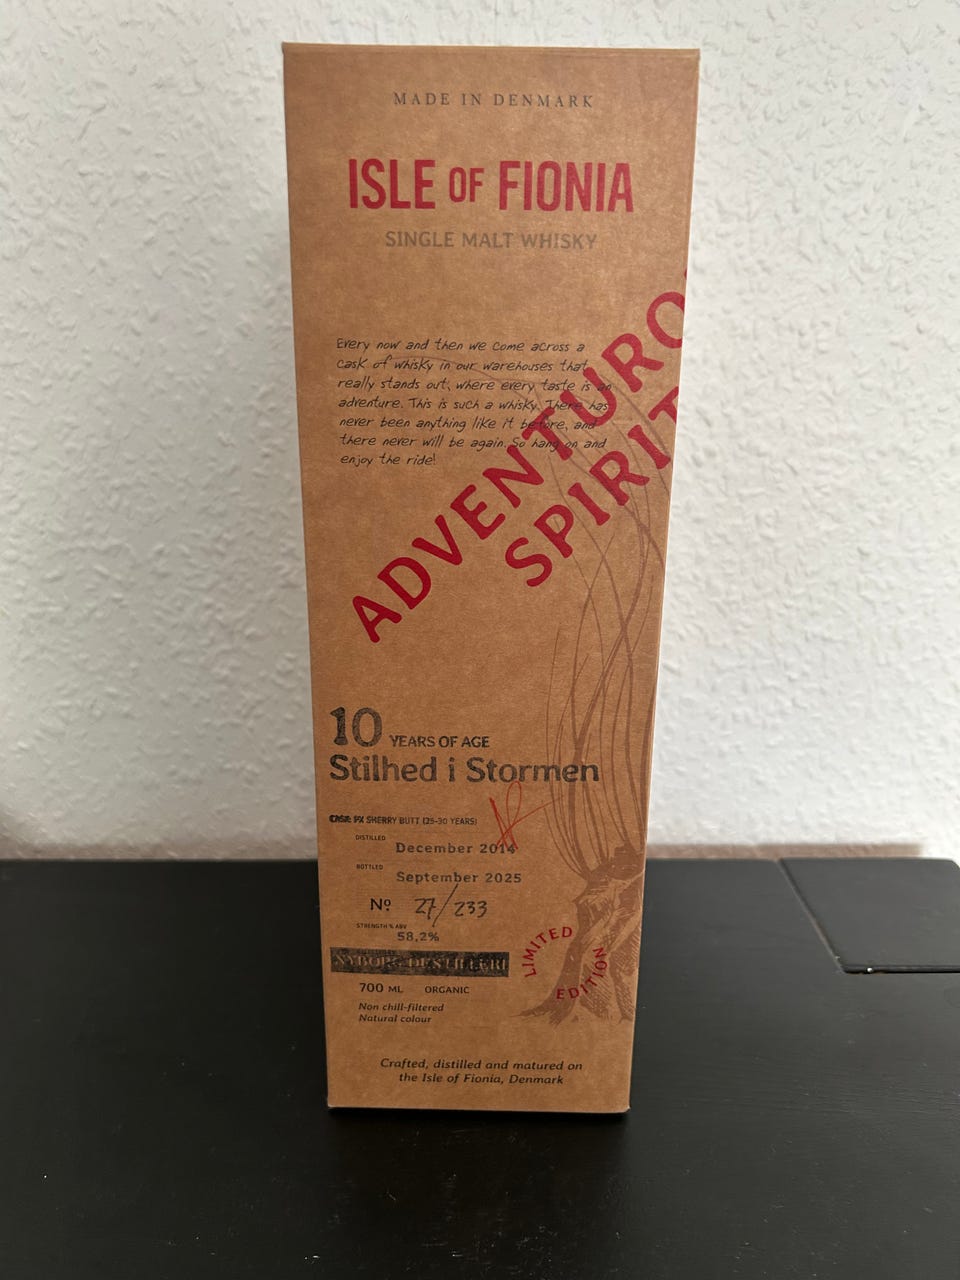 MADE IN DENMARK
ISLE OF FIONIA
SINGLE MALT WHISKY
Every now and then we come across a
cask of whisky in our warehouses that
really stands out, where every taste is an
adventure. This is such a whisky. There has
never been anything like it before, and
there never will be again. So hang on and
enjoy the ride!
ADVENTURO
SPIRIT
10 YEARS OF AGE
Stilhed i Stormen
CASK: PX SHERRY BUTT (25-30 YEARS)
DISTILLED
December 2014
BOTTLED
September 2025
Nº 27/233
STRENGTH % ABV
58,2%
NYBORG DESTILLERI
700 ML ORGANIC
Non chill-filtered
Natural colour
LIMITED
EDITION
Crafted, distilled and matured on
the Isle of Fionia, Denmark